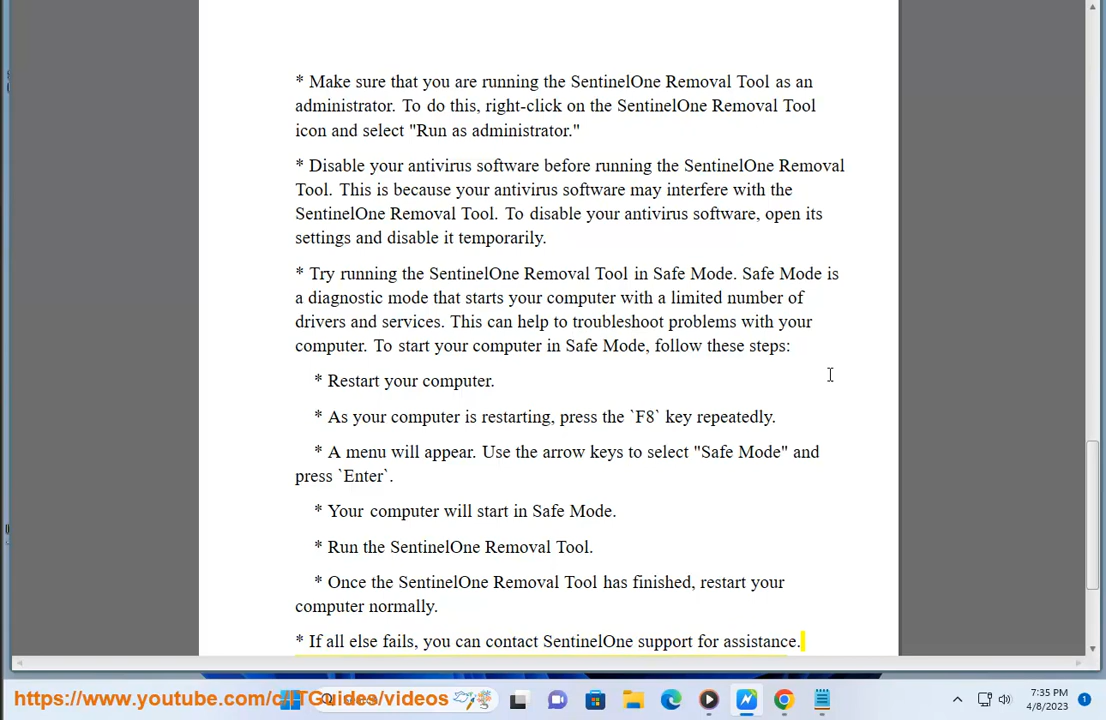 * Make sure that you are running the SentinelOne Removal Tool as an
administrator. To do this, right-click on the SentinelOne Removal Tool
icon and select "Run as administrator."
* Disable your antivirus software before running the SentinelOne Removal
Tool. This is because your antivirus software may interfere with the
SentinelOne Removal Tool. To disable your antivirus software, open its
settings and disable it temporarily.
* Try running the SentinelOne Removal Tool in Safe Mode. Safe Mode is
a diagnostic mode that starts your computer with a limited number of
drivers and services. This can help to troubleshoot problems with your
computer. To start your computer in Safe Mode, follow these steps:
* Restart your computer.
* As your computer is restarting, press the `F8` key repeatedly.
* A menu will appear. Use the arrow keys to select "Safe Mode" and
press `Enter`.
* Your computer will start in Safe Mode.
* Run the SentinelOne Removal Tool.
* Once the SentinelOne Removal Tool has finished, restart your
computer normally.
* If all else fails, you can contact SentinelOne support for assistance.
https://www.youtube.com/c/ITGuides/videos
7:35 PM
4/8/2023
1